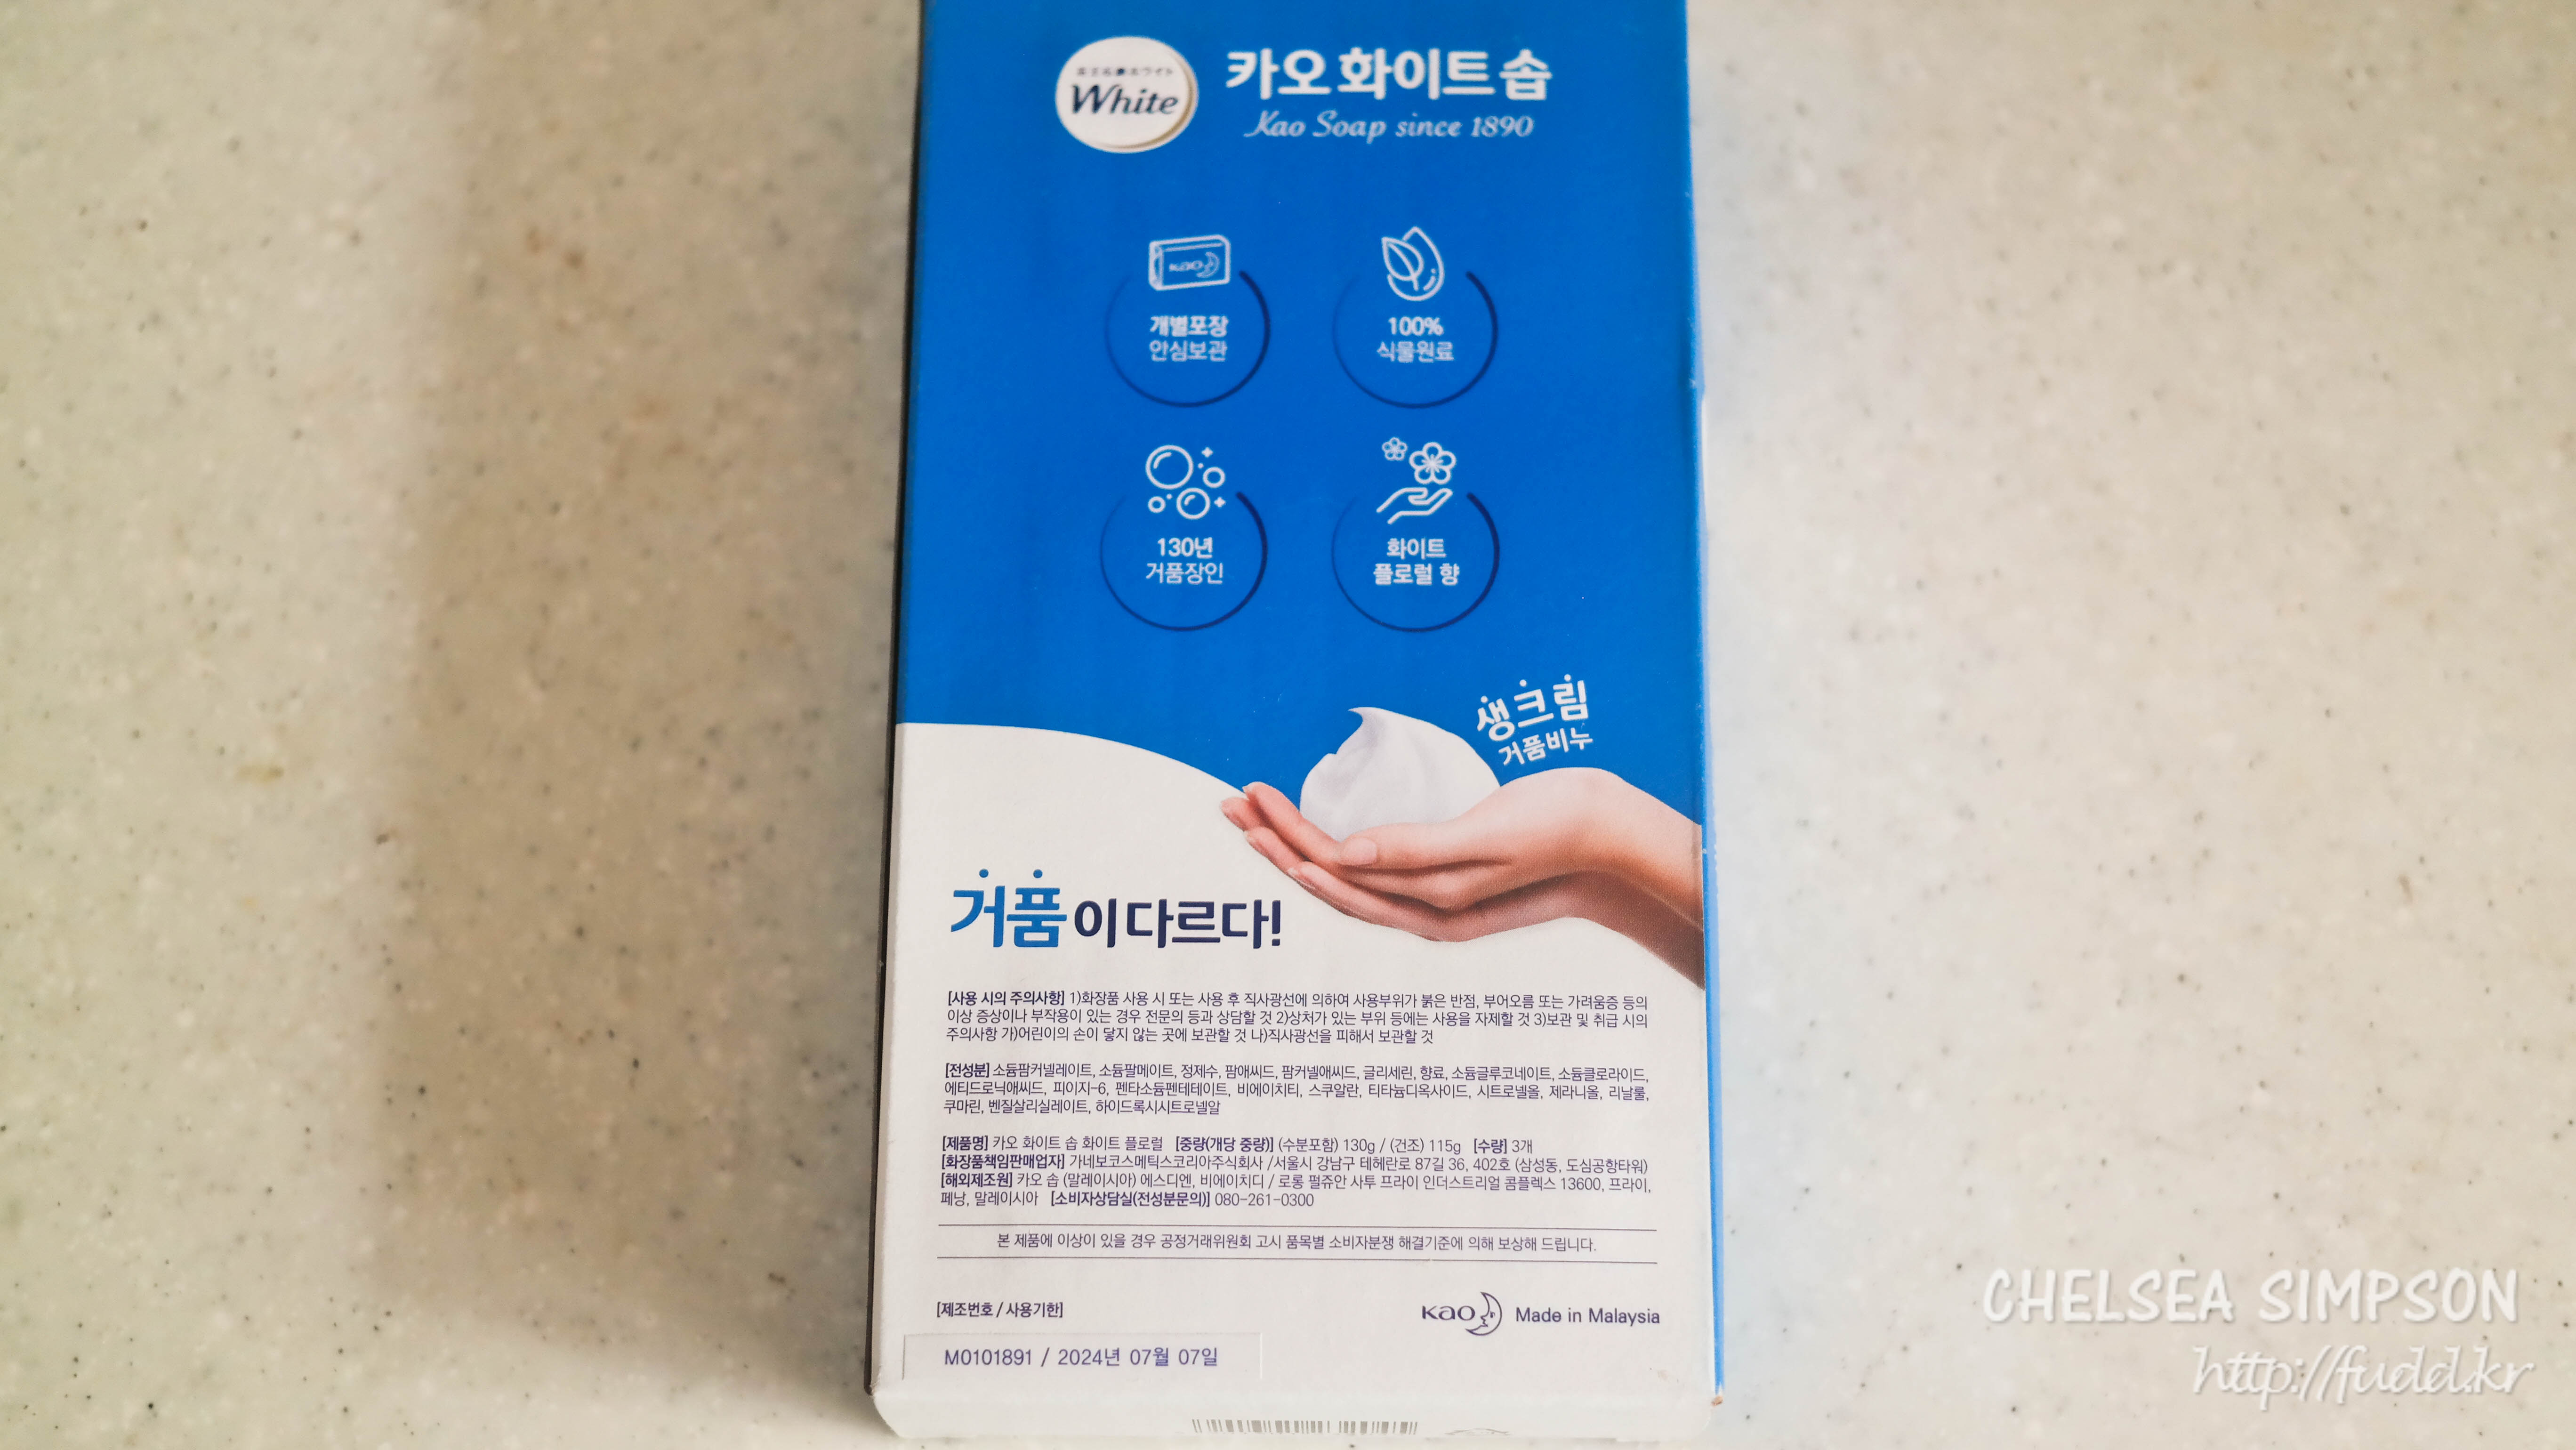 White
카오 화이트 솝
Kao Soap since 1890
Kao
개별포장
안심보관
100%
식물원료
130년
거품장인
화이트
플로럴 향
생크림
거품비누
거품이 다르다!
[사용 시의 주의사항] 1)화장품 사용 시 또는 사용 후 직사광선에 의하여 사용부위가 붉은 반점, 부어오름 또는 가려움증 등의
이상 증상이나 부작용이 있는 경우 전문의 등과 상담할 것 2)상처가 있는 부위 등에는 사용을 자제할 것 3)보관 및 취급 시의
주의사항 가)어린이의 손이 닿지 않는 곳에 보관할 것 나)직사광선을 피해서 보관할 것
[전성분] 소듐팜커넬레이트, 소듐팔메이트, 정제수, 팜애씨드, 팜커넬애씨드, 글리세린, 향료, 소듐글루코네이트, 소듐클로라이드,
에티드로닉애씨드, 피이지-6, 펜타소듐펜테테이트, 비에이치티, 스쿠알란, 티타늄디옥사이드, 시트로넬올, 제라니올, 리날룰,
쿠마린, 벤질살리실레이트, 하이드록시시트로넬알
[제품명] 카오 화이트 솝 화이트 플로럴 [중량(개당 중량)] (수분포함) 130g / (건조) 115g [수량] 3개
[화장품책임판매업자] 가네보코스메틱스코리아주식회사 /서울시 강남구 테헤란로 87길 36, 402호 (삼성동, 도심공항타워)
[해외제조원] 카오 솝 (말레이시아) 에스디엔, 비에이치디 / 로롱 펄쥬안 사투 프라이 인더스트리얼 콤플렉스 13600, 프라이,
페낭, 말레이시아 [소비자상담실(전성분문의)] 080-261-0300
본 제품에 이상이 있을 경우 공정거래위원회 고시 품목별 소비자분쟁 해결기준에 의해 보상해 드립니다.
[제조번호 / 사용기한]
Kao Made in Malaysia
M0101891 / 2024년 07월 07일
CHELSEA SIMPSON
http://fudd.kr